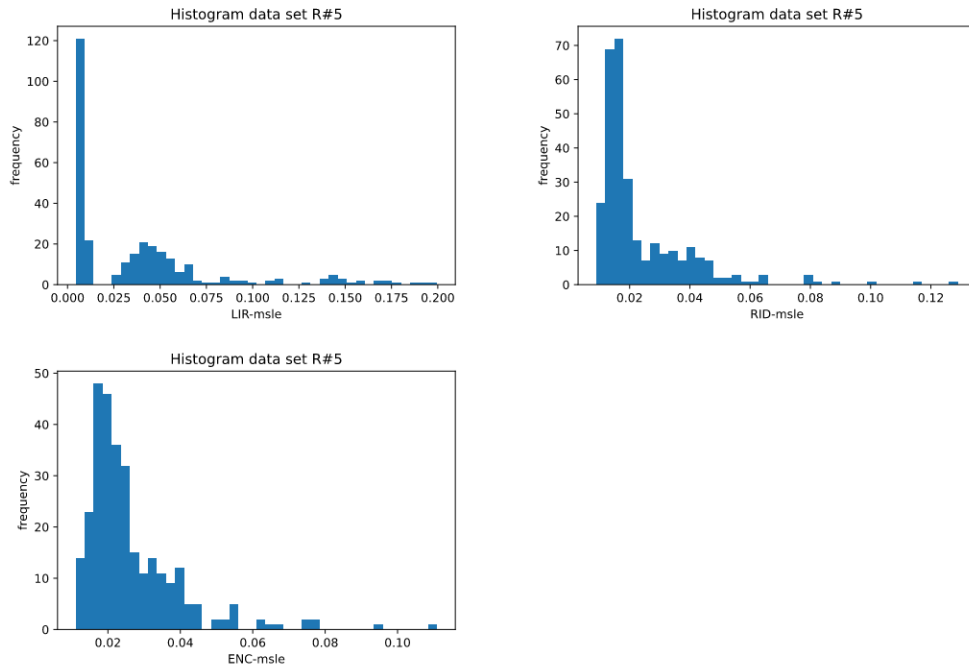 Histogram data set R#5
120
100
80
60
40
20
0
frequency
0.000 0.025 0.050 0.075 0.100 0.125 0.150 0.175 0.200
LIR-msle
Histogram data set R#5
70
60
50
40
30
20
10
0
frequency
0.02 0.04 0.06 0.08 0.10 0.12
RID-msle
Histogram data set R#5
50
40
30
20
10
0
frequency
0.02 0.04 0.06 0.08 0.10
ENC-msle